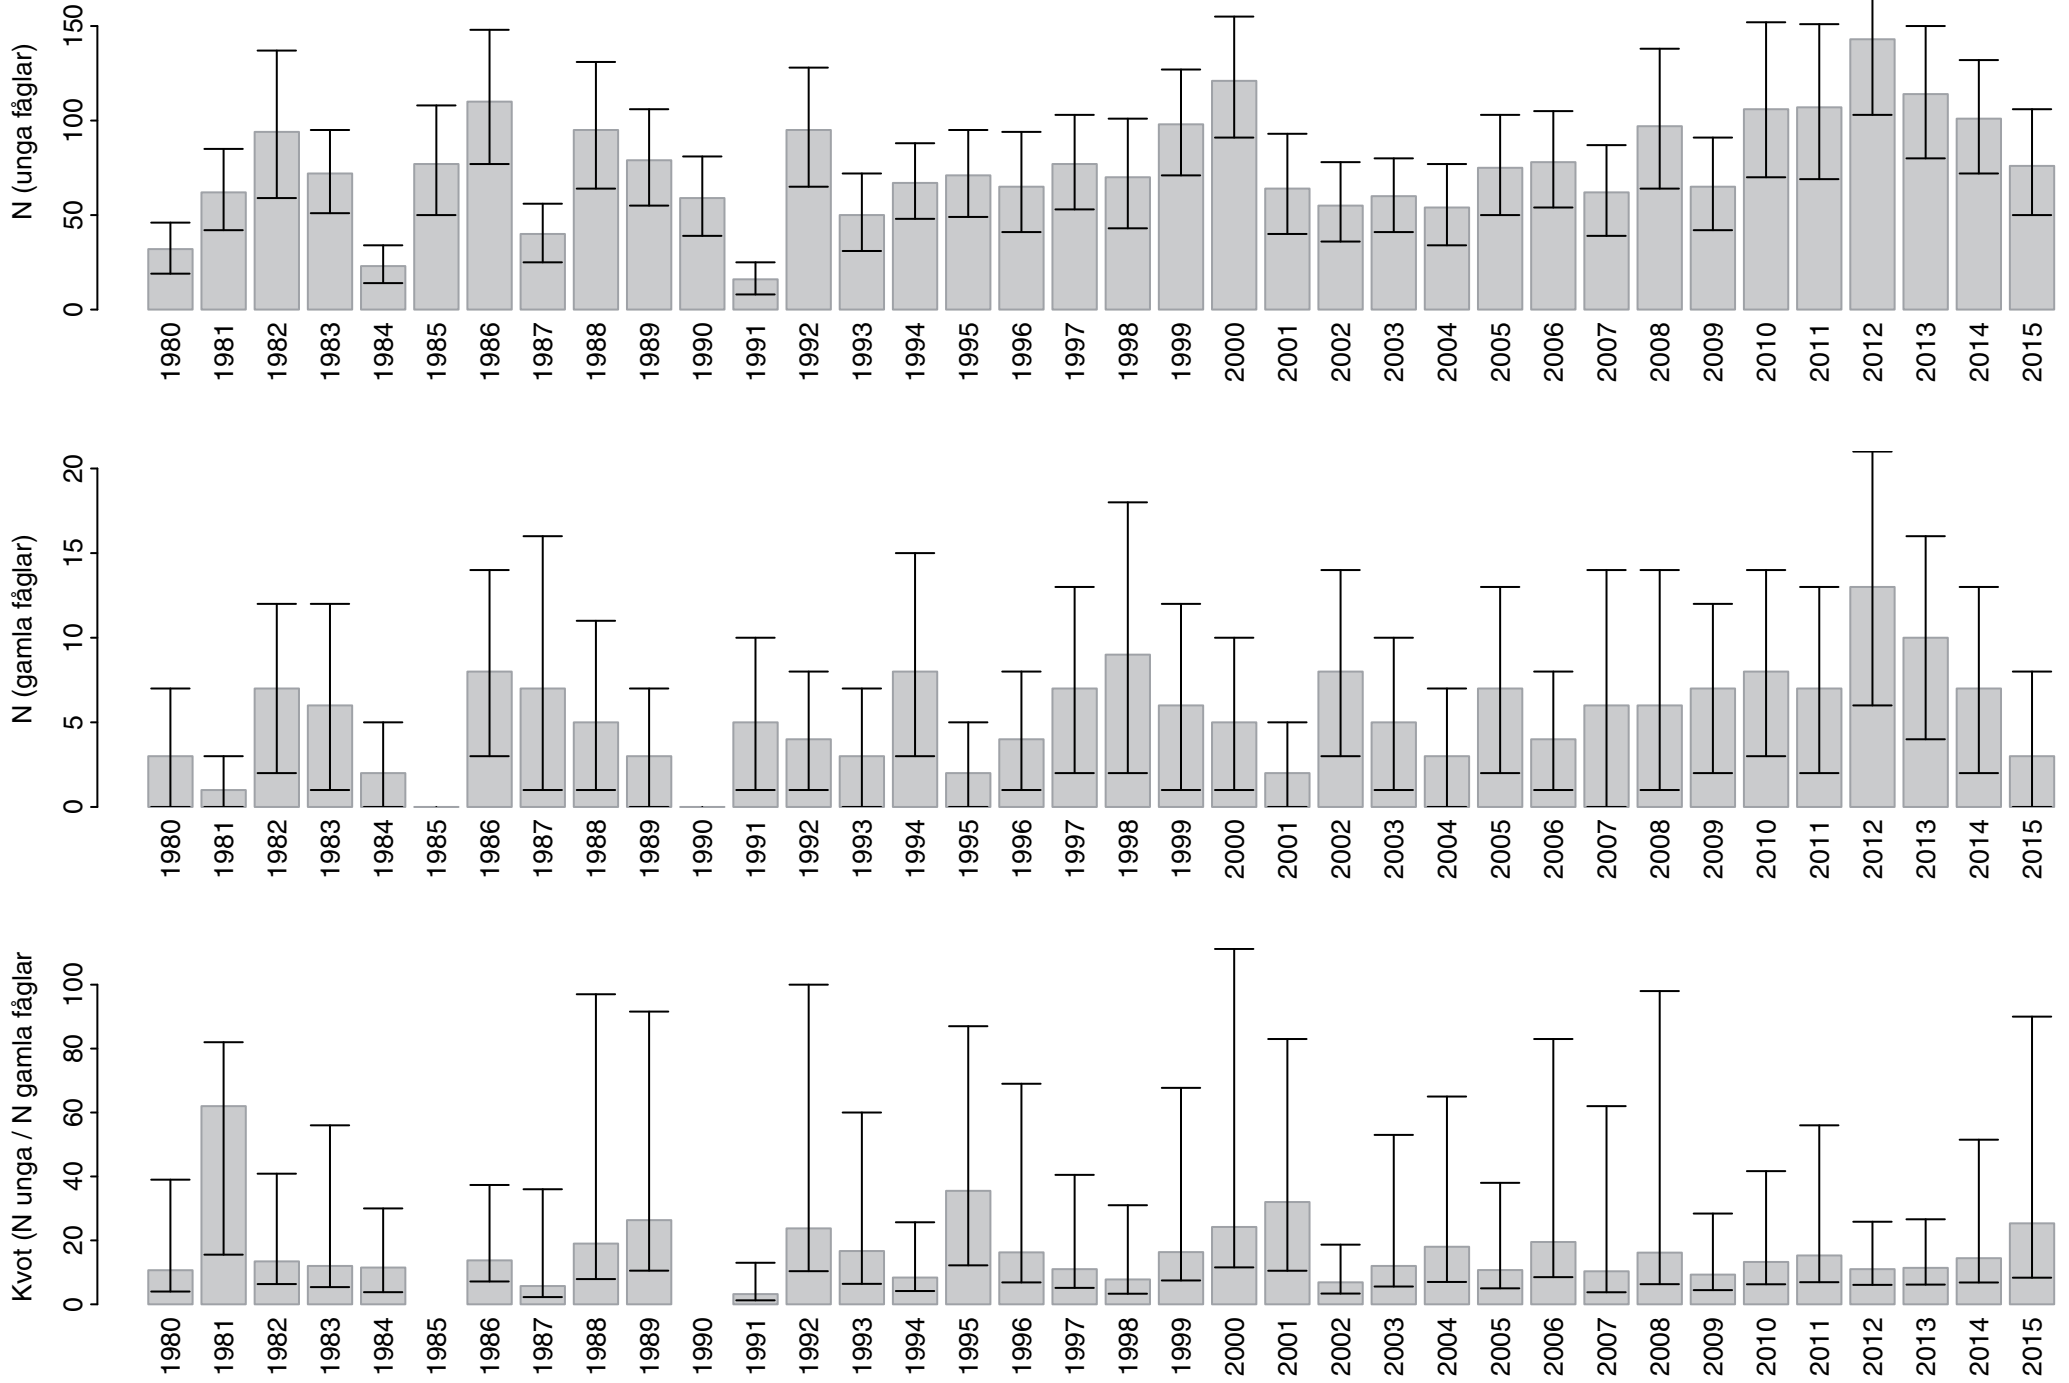 N (unga fåglar)
0 50 100 150
1980 1981 1982 1983 1984 1985 1986 1987 1988 1989 1990 1991 1992 1993 1994 1995 1996 1997 1998 1999 2000 2001 2002 2003 2004 2005 2006 2007 2008 2009 2010 2011 2012 2013 2014 2015
N (gamla fåglar)
0 5 10 15 20
1980 1981 1982 1983 1984 1985 1986 1987 1988 1989 1990 1991 1992 1993 1994 1995 1996 1997 1998 1999 2000 2001 2002 2003 2004 2005 2006 2007 2008 2009 2010 2011 2012 2013 2014 2015
Kvot (N unga / N gamla fåglar
0 20 40 60 80 100
1980 1981 1982 1983 1984 1985 1986 1987 1988 1989 1990 1991 1992 1993 1994 1995 1996 1997 1998 1999 2000 2001 2002 2003 2004 2005 2006 2007 2008 2009 2010 2011 2012 2013 2014 2015